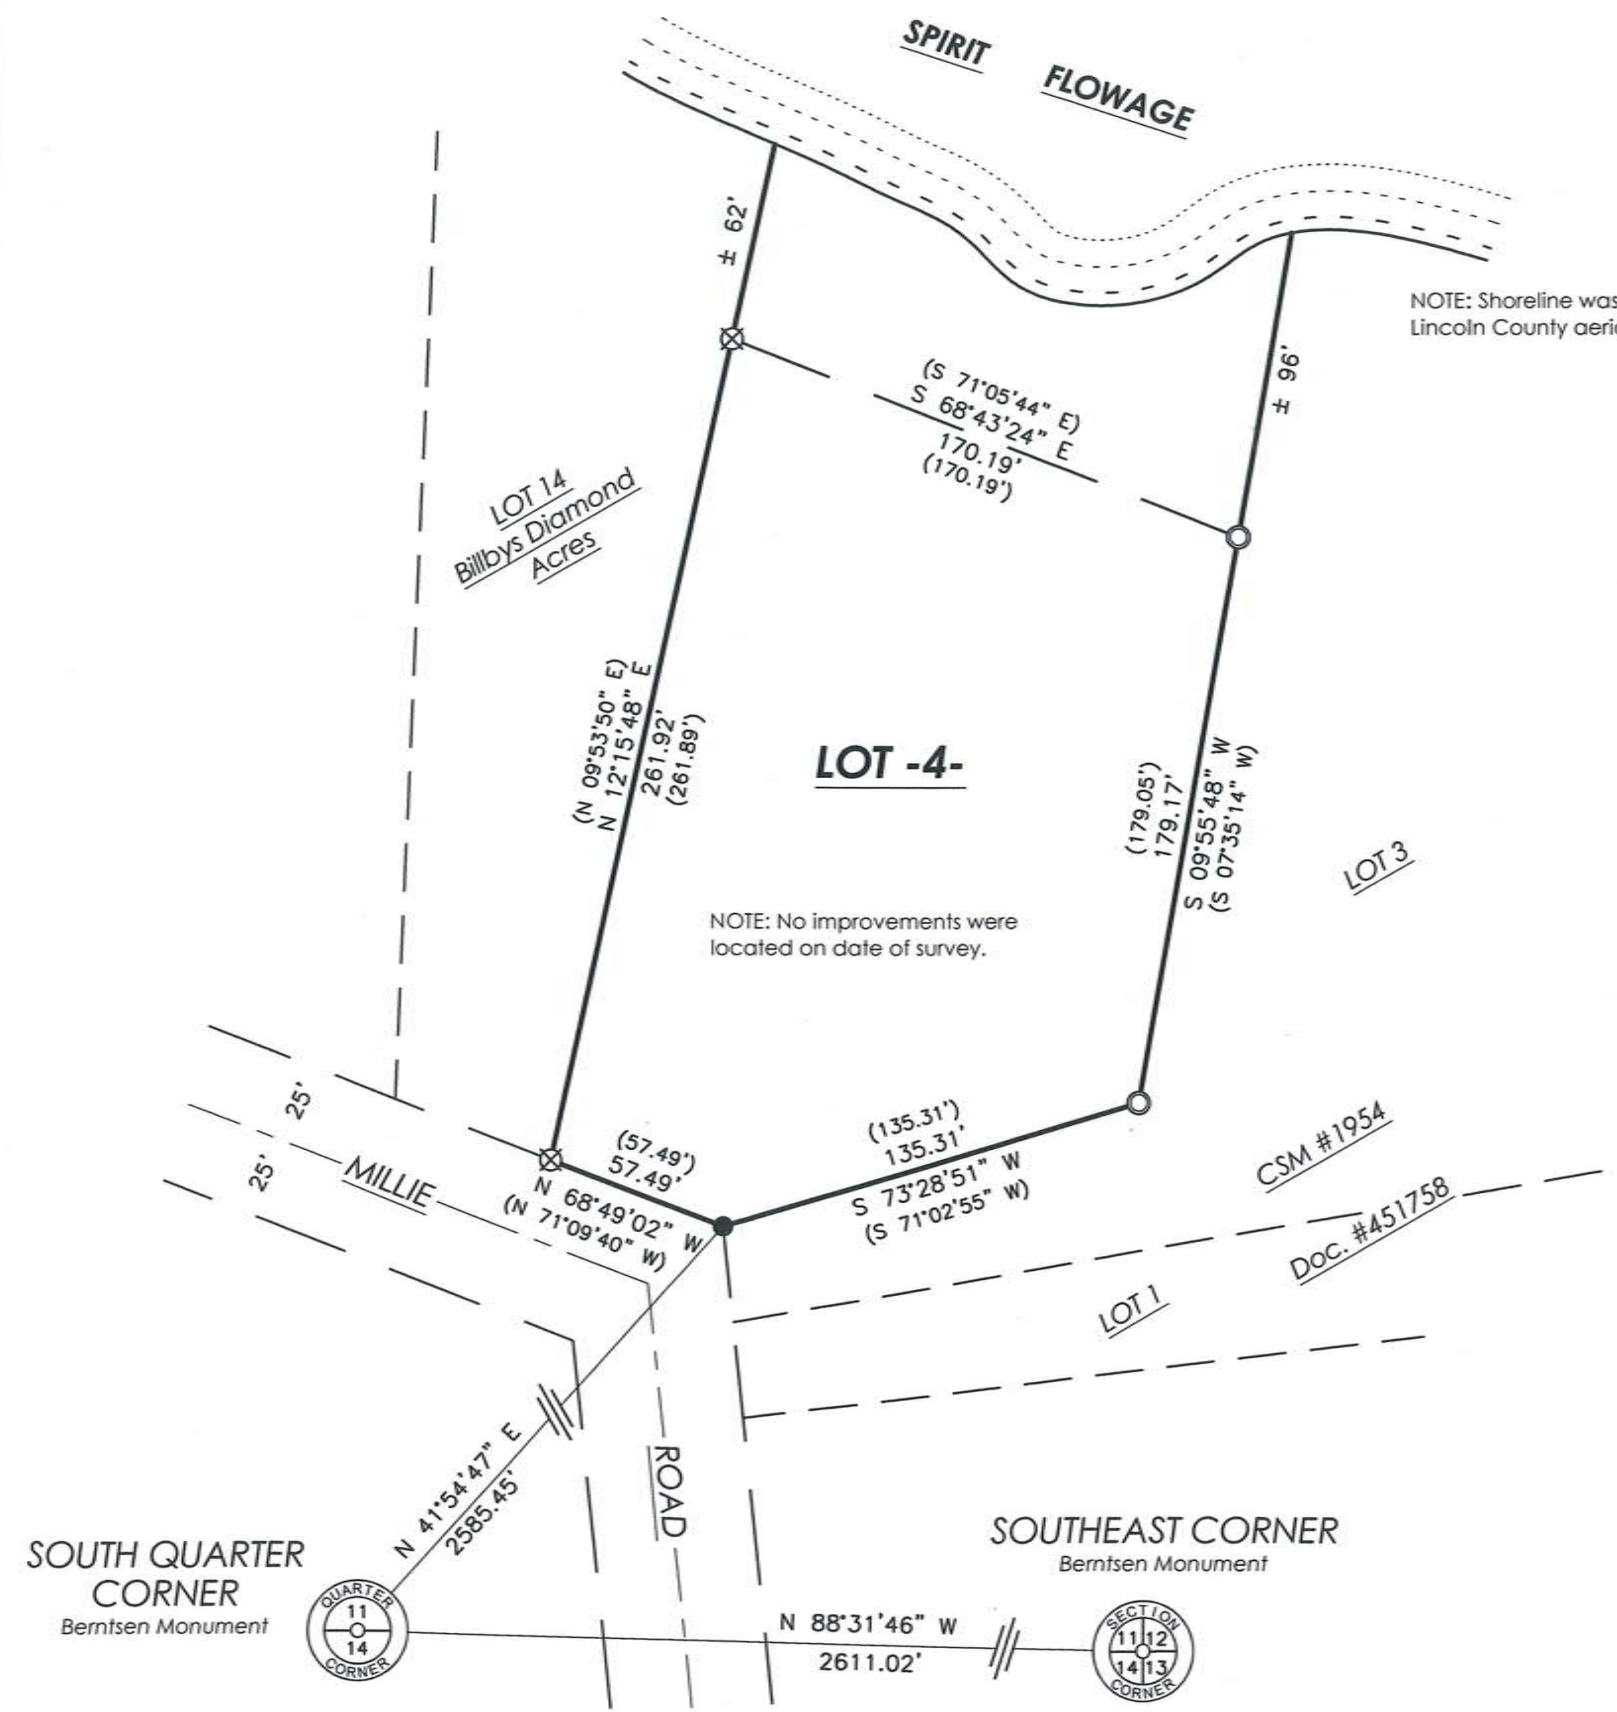 SPIRIT FLOWAGE
± 62'
NOTE: Shoreline was
Lincoln County aeri
± 96'
(S 71°05'44" E)
S 68°43'24" E
170.19'
(170.19')
LOT 14
Billbys Diamond
Acres
(N 09°53'50" E)
N 12°15'48" E
261.92'
(261.89')
LOT -4-
(179.05')
179.17'
S 09°55'48" W
(S 07°35'14" W)
LOT 3
NOTE: No improvements were
located on date of survey.
25'
25'
MILLIE
(57.49')
57.49'
N 68°49'02" W
(N 71°09'40" W)
(135.31')
135.31'
S 73°28'51" W
(S 71°02'55" W)
CSM #1954
Doc. #451758
LOT 1
ROAD
N 41°54'47" E
2585.45'
SOUTH QUARTER
CORNER
Berntsen Monument
QUARTER
11
14
CORNER
SOUTHEAST CORNER
Berntsen Monument
N 88°31'46" W
2611.02'
SECTION
11 12
14 13
CORNER